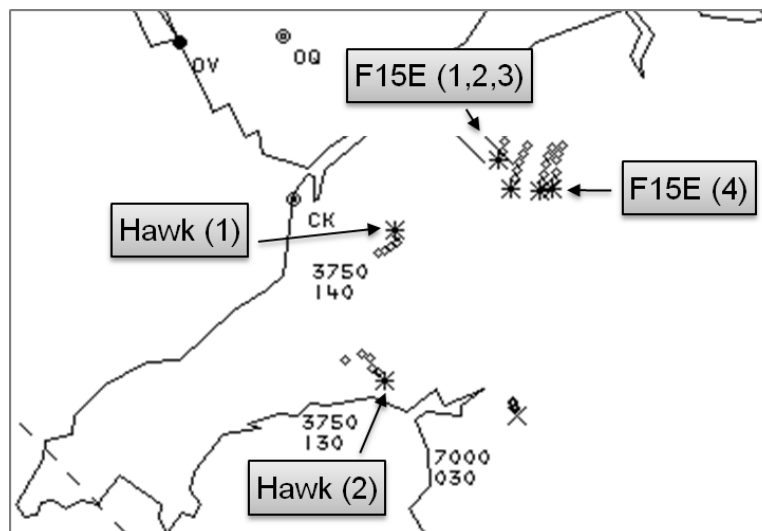 OV
OQ
F15E (1,2,3)
F15E (4)
Hawk (1)
CK
3750
140
3750
130
7000
030
Hawk (2)